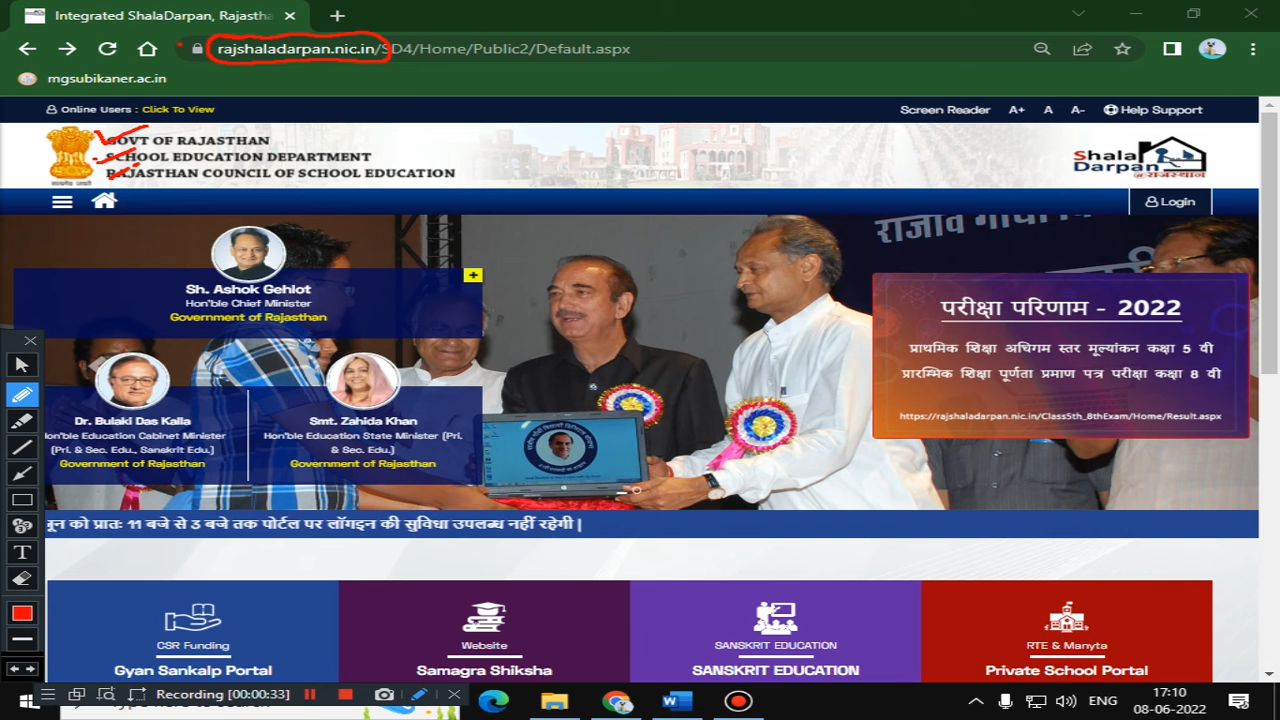 Integrated ShalaDarpan, Rajastha
rajshaladarpan.nic.in/SD4/Home/Public2/Default.aspx
mgsubikaner.ac.in
Online Users : Click To View
Screen Reader A+ A A- Help Support
GOVT OF RAJASTHAN
SCHOOL EDUCATION DEPARTMENT
RAJASTHAN COUNCIL OF SCHOOL EDUCATION
Shala
Darpan
@राजस्थान
Login
Sh. Ashok Gehlot
Hon'ble Chief Minister
Government of Rajasthan
Dr. Bulaki Das Kalla
Hon'ble Education Cabinet Minister
(Pri. & Sec. Edu., Sanskrit Edu.)
Government of Rajasthan
Smt. Zahida Khan
Hon'ble Education State Minister (Pri.
& Sec. Edu.)
Government of Rajasthan
राजीव गांधी
परीक्षा परिणाम - 2022
प्राथमिक शिक्षा अधिगम स्तर मूल्यांकन कक्षा 5 वी
प्रारम्भिक शिक्षा पूर्णता प्रमाण पत्र परीक्षा कक्षा 8 वी
https://rajshaladarpan.nic.in/Class5th_8thExam/Home/Result.aspx
जून को प्रातः 11 बजे से 3 बजे तक पोर्टल पर लॉगइन की सुविधा उपलब्ध नहीं रहेगी |
CSR Funding
Gyan Sankalp Portal
Website
Samagra Shiksha
SANSKRIT EDUCATION
SANSKRIT EDUCATION
RTE & Manyta
Private School Portal
T
Recording [00:00:33]
Type here to search
ENG
17:10
08-06-2022